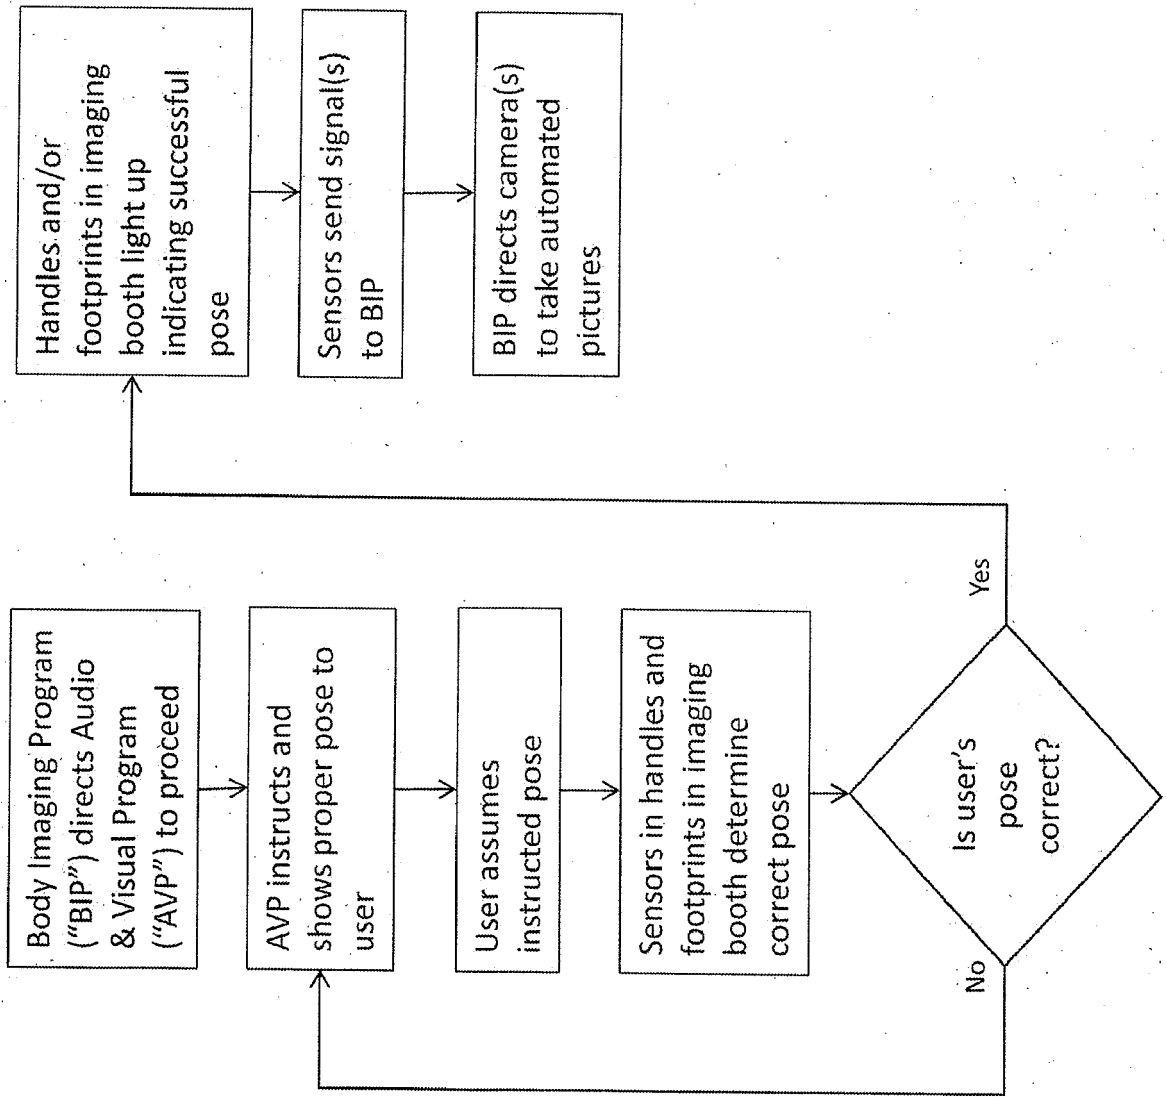 Body Imaging Program
("BIP") directs Audio
& Visual Program
("AVP") to proceed
AVP instructs and
shows proper pose to
user
User assumes
instructed pose
Sensors in handles and
footprints in imaging
booth determine
correct pose
Is user's
pose
correct?
No
Yes
Handles and/or
footprints in imaging
booth light up
indicating successful
pose
Sensors send signal(s)
to BIP
BIP directs camera(s)
to take automated
pictures